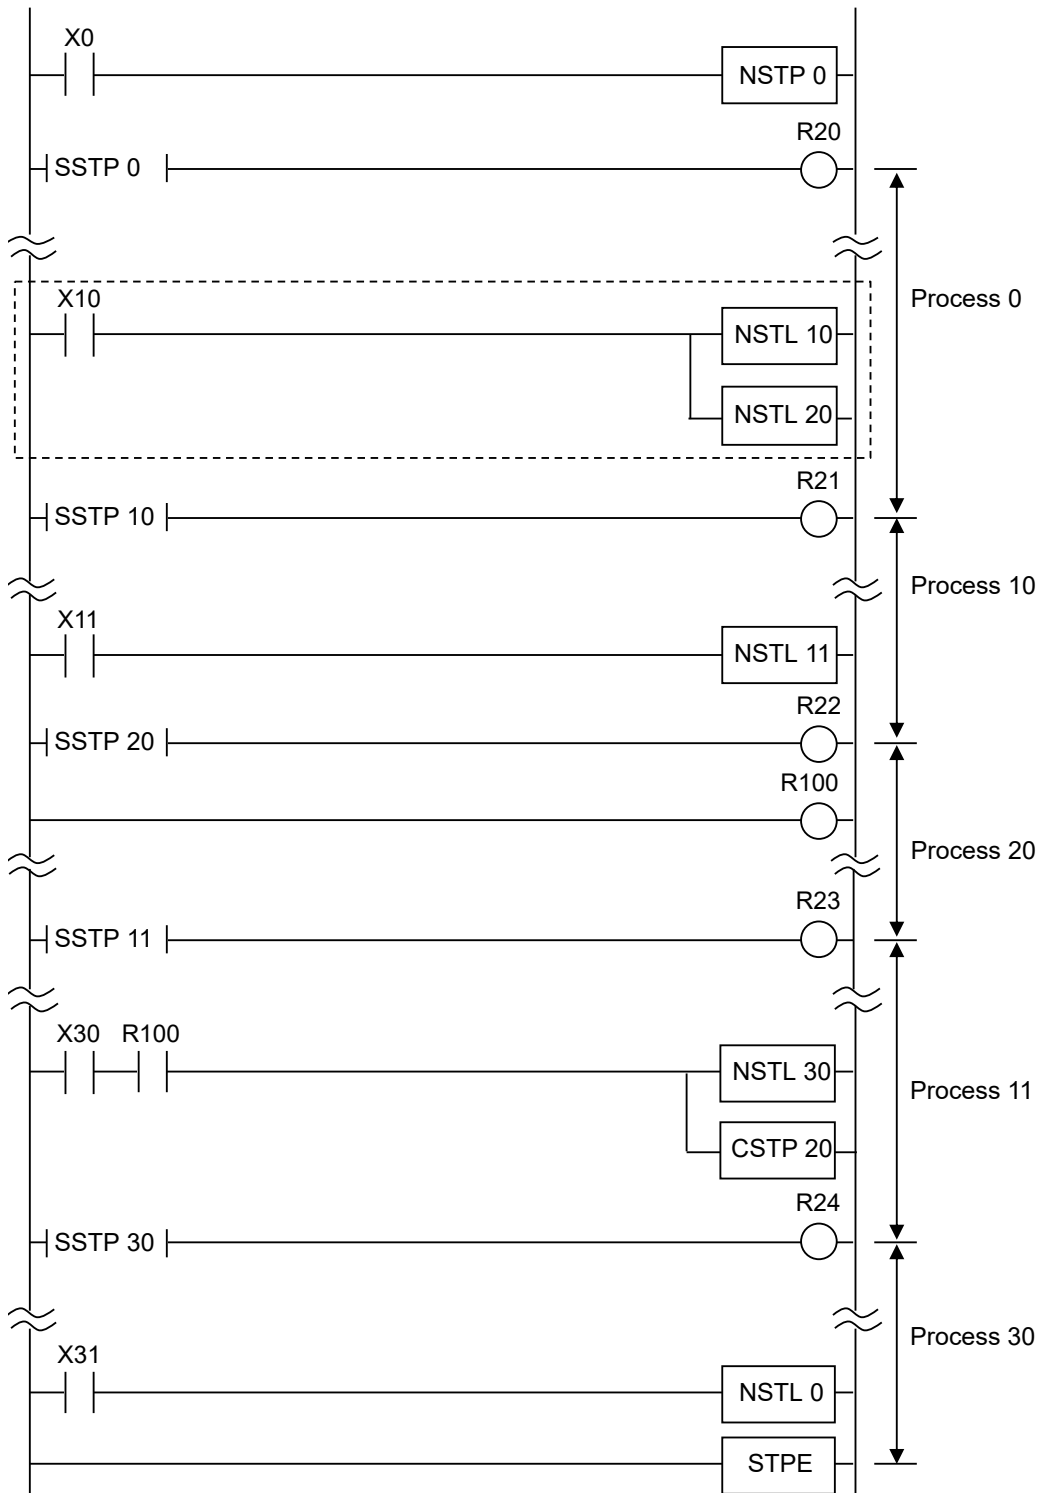 X0
NSTP 0
R20
SSTP 0
Process 0
X10
NSTL 10
NSTL 20
R21
SSTP 10
Process 10
X11
NSTL 11
R22
SSTP 20
R100
Process 20
R23
SSTP 11
X30 R100
NSTL 30
Process 11
CSTP 20
R24
SSTP 30
Process 30
X31
NSTL 0
STPE